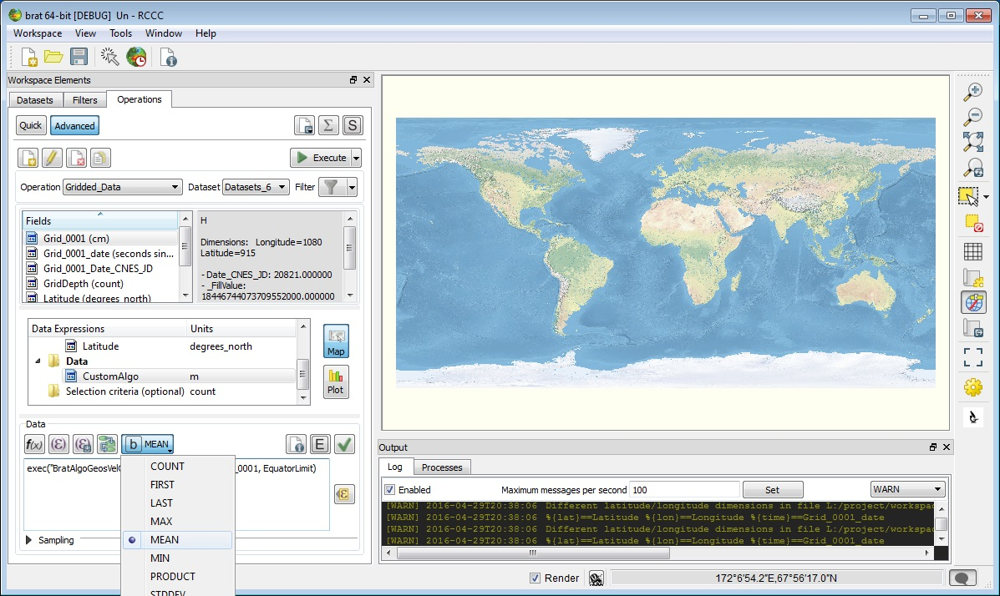 brat 64-bit [DEBUG] Un - RCCC
Workspace View Tools Window Help
Workspace Elements
Datasets Filters Operations
Quick Advanced Σ S
Execute
Operation Gridded_Data Dataset Datasets_6 Filter
Fields
Grid_0001 (cm)
Grid_0001_date (seconds sin...
Grid_0001_Date_CNES_JD
GridDepth (count)
Latitude (degrees_north)
H
Dimensions: Longitude=1080
Latitude=915
- Date_CNES_JD: 20821.000000
- _FillValue:
18446744073709552000.000000
Data Expressions Units
Latitude degrees_north
Data
CustomAlgo m
Selection criteria (optional) count
Map
Plot
Data
f(x) (ε) b MEAN E
exec("BratAlgoGeosVel _0001, EquatorLimit)
Sampling
COUNT
FIRST
LAST
MAX
MEAN
MIN
PRODUCT
STDDEV
Output
Log Processes
Enabled Maximum messages per second 100 Set WARN
[WARN] 2016-04-29T20:38:06 Different latitude/longitude dimensions in file L:/project/workspac
[WARN] 2016-04-29T20:38:06 %{lat}==Latitude %{lon}==Longitude %{time}==Grid_0001_date
[WARN] 2016-04-29T20:38:06 Different latitude/longitude dimensions in file L:/project/workspac
[WARN] 2016-04-29T20:38:06 %{lat}==Latitude %{lon}==Longitude %{time}==Grid_0001_date
Render 172°6'54.2"E,67°56'17.0"N